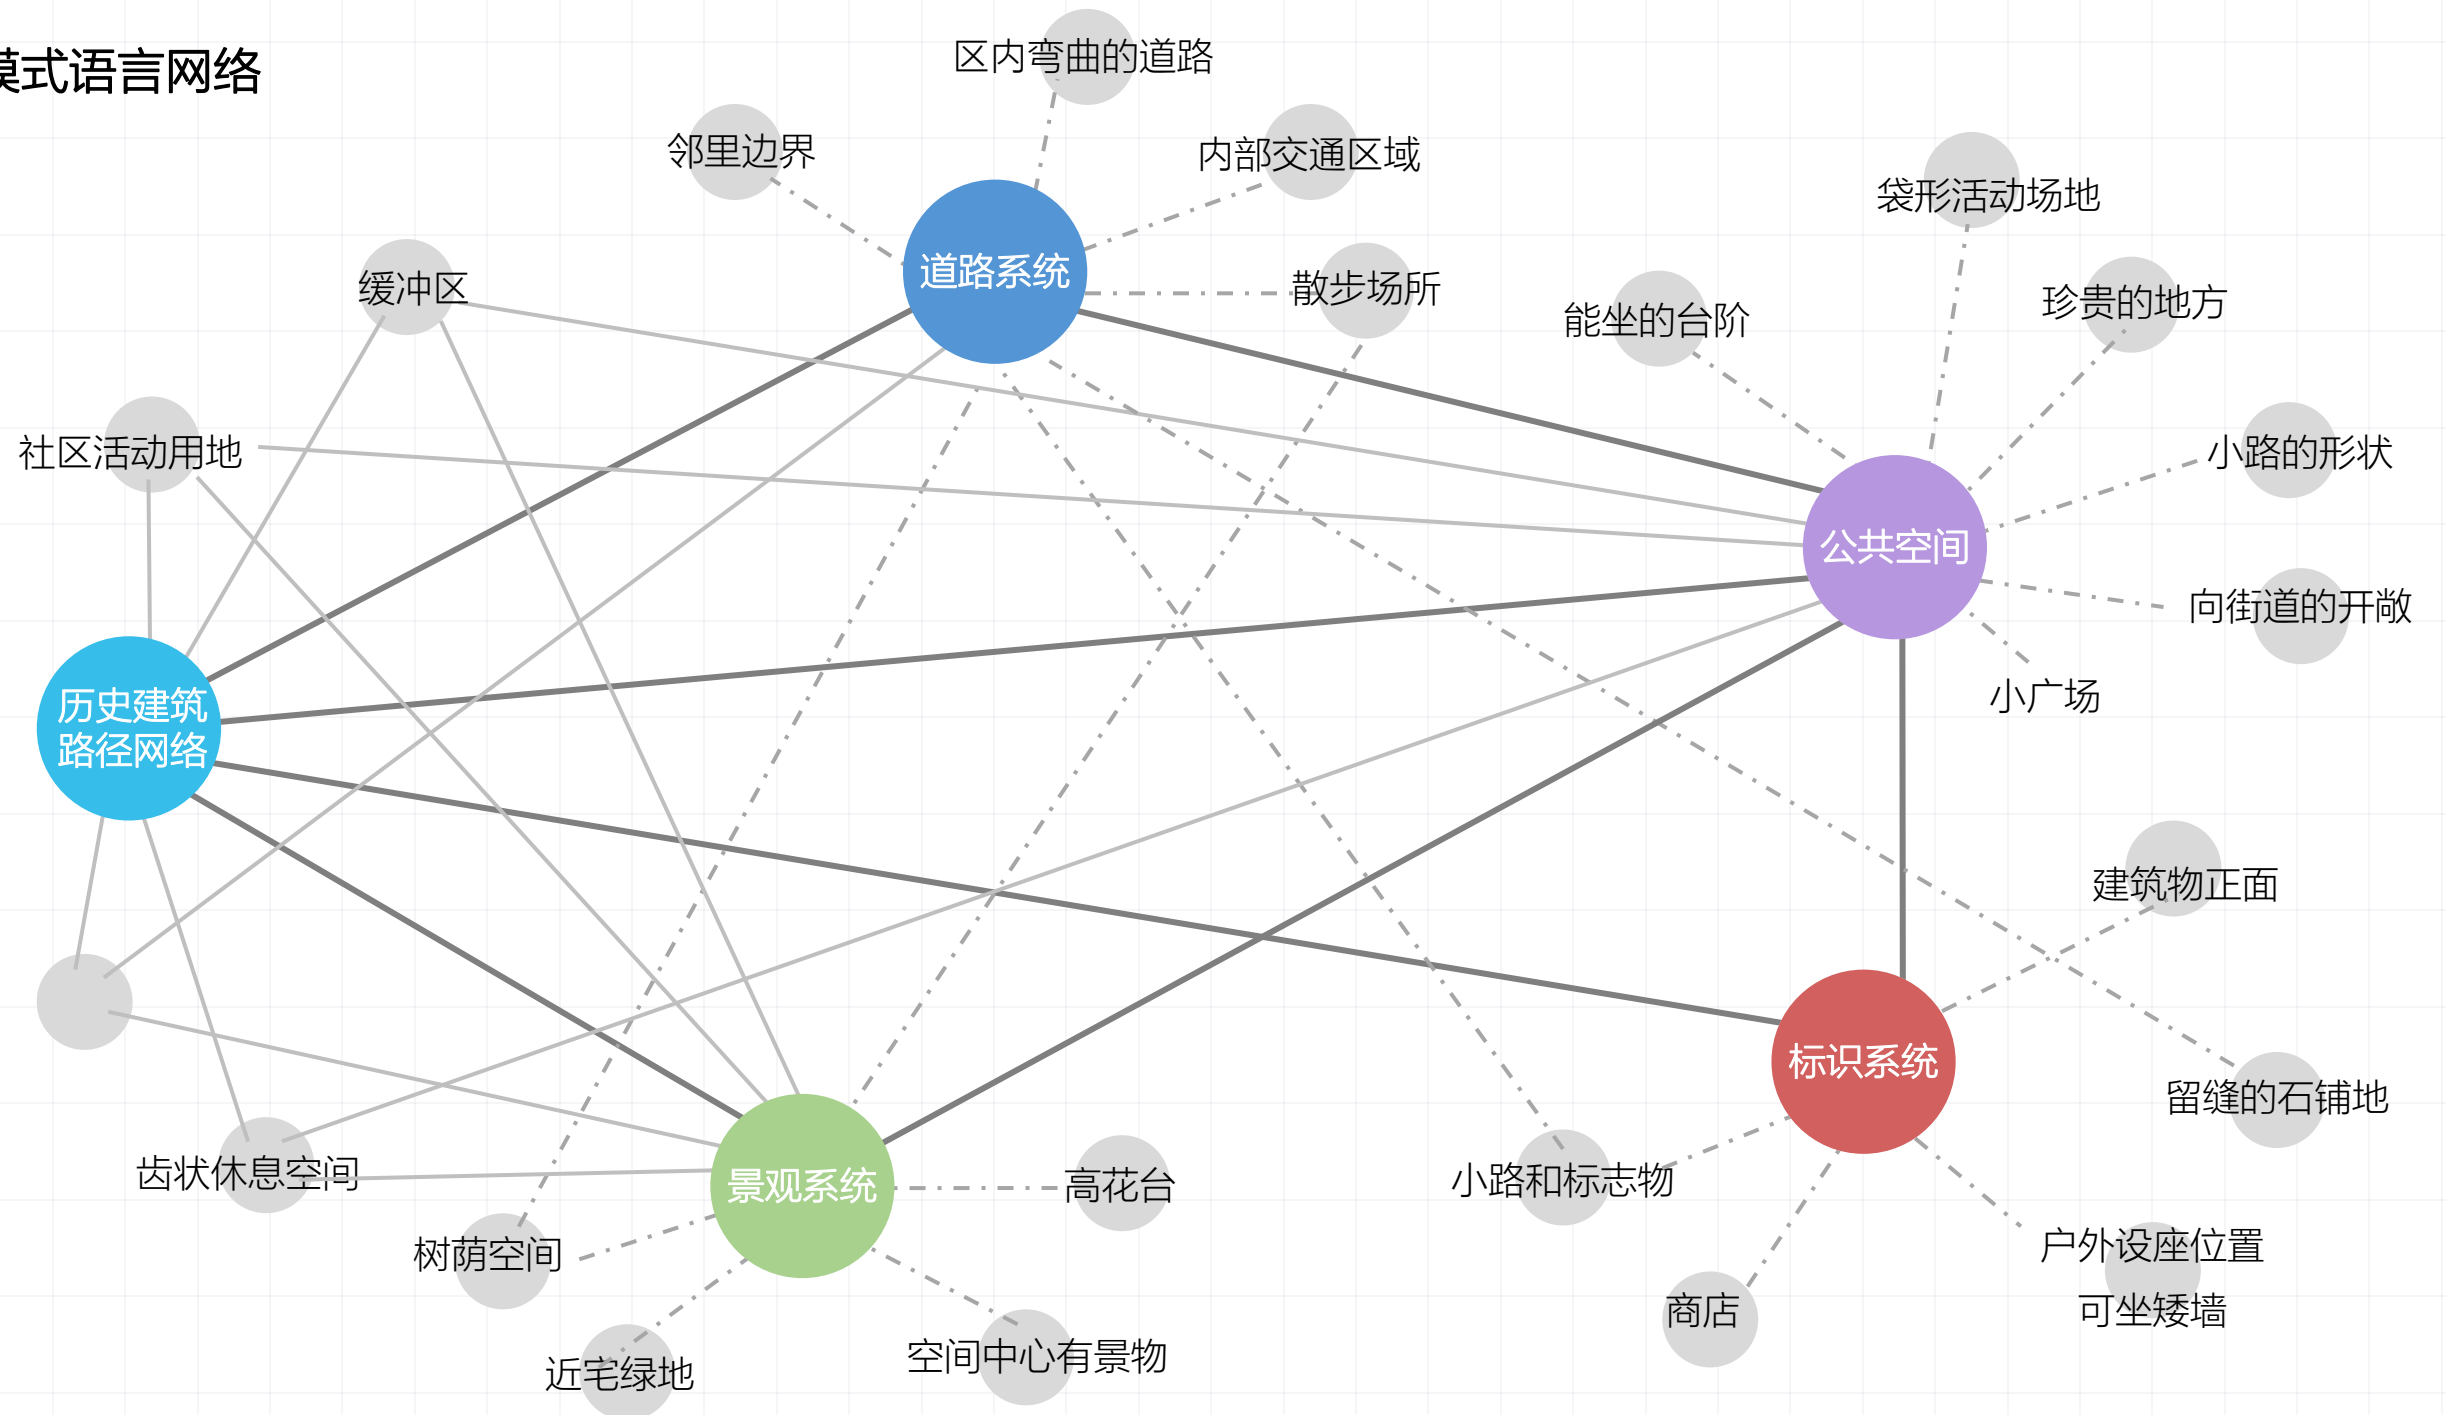 模式语言网络
区内弯曲的道路
邻里边界
内部交通区域
袋形活动场地
道路系统
缓冲区
散步场所
能坐的台阶
珍贵的地方
社区活动用地
小路的形状
公共空间
向街道的开敞
历史建筑
路径网络
小广场
建筑物正面
标识系统
留缝的石铺地
齿状休息空间
景观系统
高花台
小路和标志物
树荫空间
户外设座位置
商店
可坐矮墙
近宅绿地
空间中心有景物